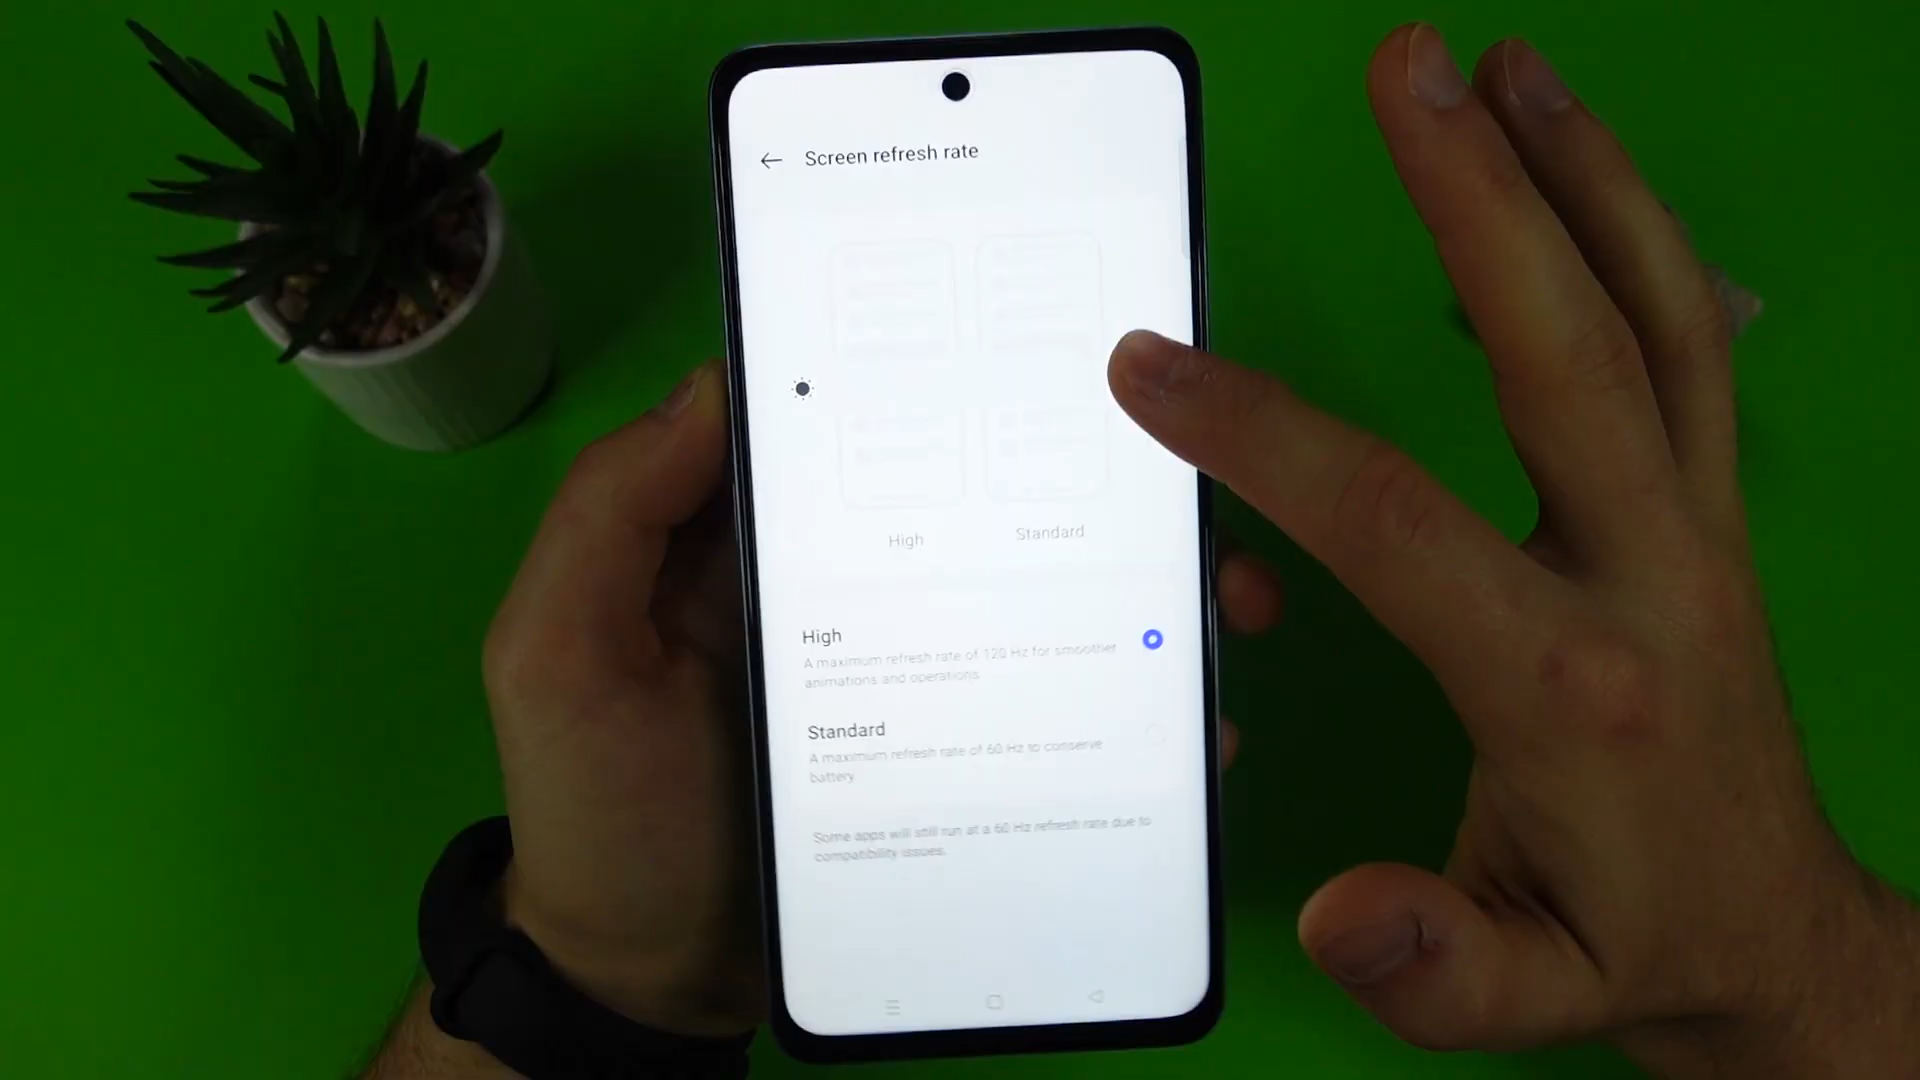 Screen refresh rate
High
Standard
High
A maximum refresh rate of 120 Hz for smoother
animations and operations
Standard
A maximum refresh rate of 60 Hz to conserve
battery
Some apps will still run at a 60 Hz refresh rate due to
compatibility issues.